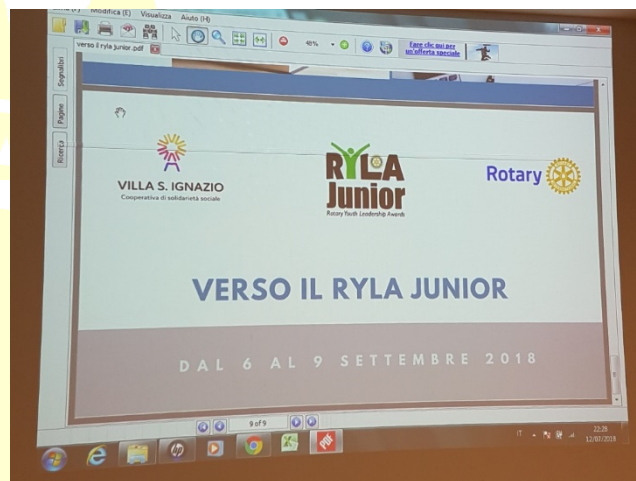 Modifica (E) Visualizza Aiuto (H)
verso il ryla junior.pdf
48%
Fare clic qui per
un'offerta speciale
Segnalibri
Pagine
Ricerca
VILLA S. IGNAZIO
Cooperativa di solidarietà sociale
RYLA
Junior
Rotary Youth Leadership Awards
Rotary
VERSO IL RYLA JUNIOR
DAL 6 AL 9 SETTEMBRE 2018
9 of 9
IT
22:28
12/07/2018